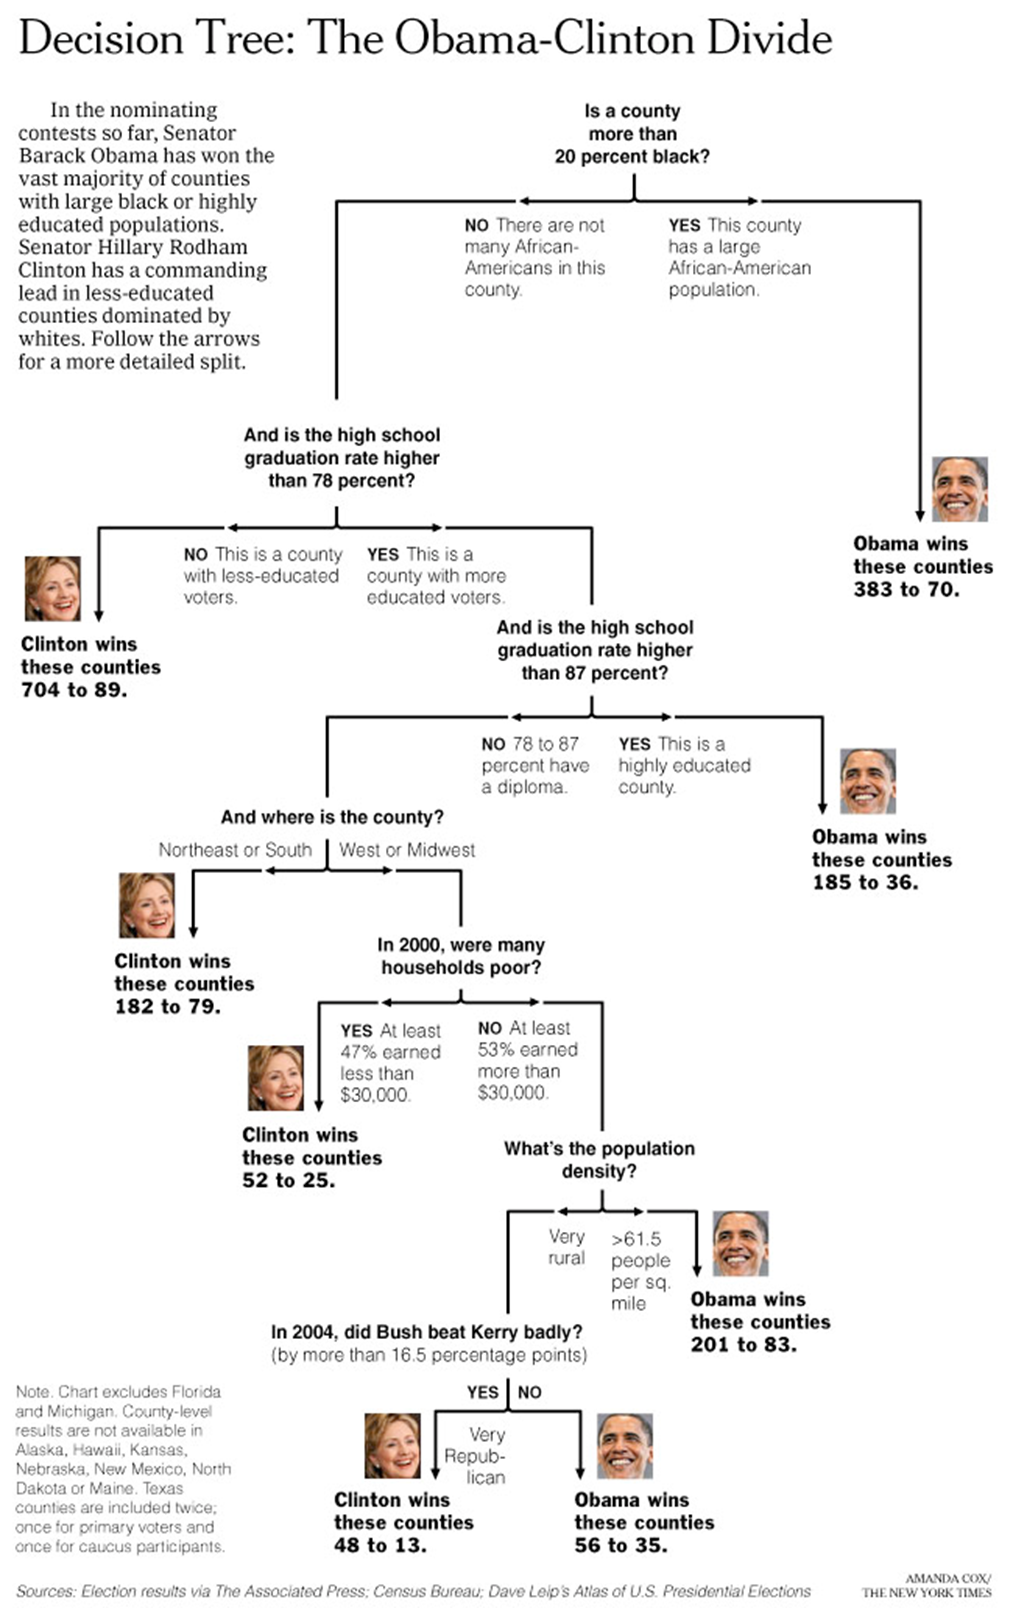 Decision Tree: The Obama-Clinton Divide
In the nominating
contests so far, Senator
Barack Obama has won the
vast majority of counties
with large black or highly
educated populations.
Senator Hillary Rodham
Clinton has a commanding
lead in less-educated
counties dominated by
whites. Follow the arrows
for a more detailed split.
Is a county
more than
20 percent black?
NO There are not
many African-
Americans in this
county.
YES This county
has a large
African-American
population.
And is the high school
graduation rate higher
than 78 percent?
Obama wins
these counties
383 to 70.
NO This is a county
with less-educated
voters.
YES This is a
county with more
educated voters.
Clinton wins
these counties
704 to 89.
And is the high school
graduation rate higher
than 87 percent?
NO 78 to 87
percent have
a diploma.
YES This is a
highly educated
county.
Obama wins
these counties
185 to 36.
And where is the county?
Northeast or South
West or Midwest
Clinton wins
these counties
182 to 79.
In 2000, were many
households poor?
YES At least
47% earned
less than
$30,000.
NO At least
53% earned
more than
$30,000.
Clinton wins
these counties
52 to 25.
What's the population
density?
Very
rural
>61.5
people
per sq.
mile
Obama wins
these counties
201 to 83.
In 2004, did Bush beat Kerry badly?
(by more than 16.5 percentage points)
YES
NO
Very
Repub-
lican
Clinton wins
these counties
48 to 13.
Obama wins
these counties
56 to 35.
Note. Chart excludes Florida
and Michigan. County-level
results are not available in
Alaska, Hawaii, Kansas,
Nebraska, New Mexico, North
Dakota or Maine. Texas
counties are included twice;
once for primary voters and
once for caucus participants.
Sources: Election results via The Associated Press; Census Bureau; Dave Leip's Atlas of U.S. Presidential Elections
AMANDA COX/
THE NEW YORK TIMES